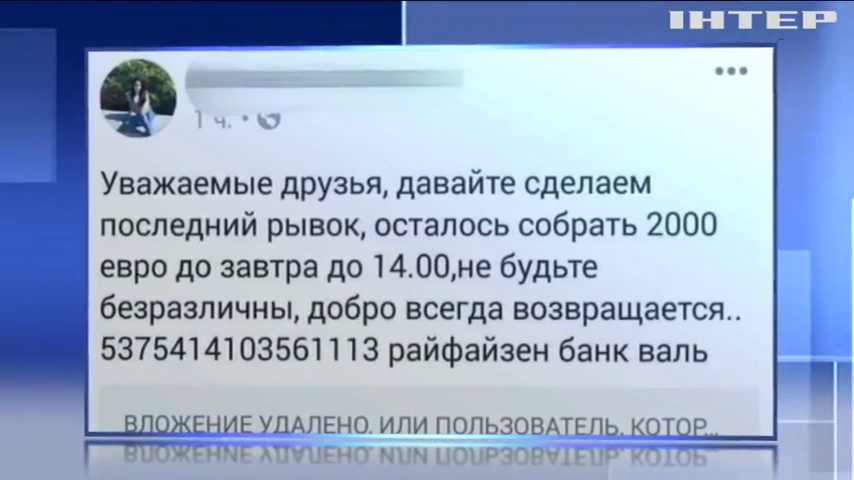 ІНТЕР
1 ч.
Уважаемые друзья, давайте сделаем
последний рывок, осталось собрать 2000
евро до завтра до 14.00,не будьте
безразличны, добро всегда возвращается..
5375414103561113 райфайзен банк валь
ВЛОЖЕНИЕ УДАЛЕНО, ИЛИ ПОЛЬЗОВАТЕЛЬ, КОТОР...